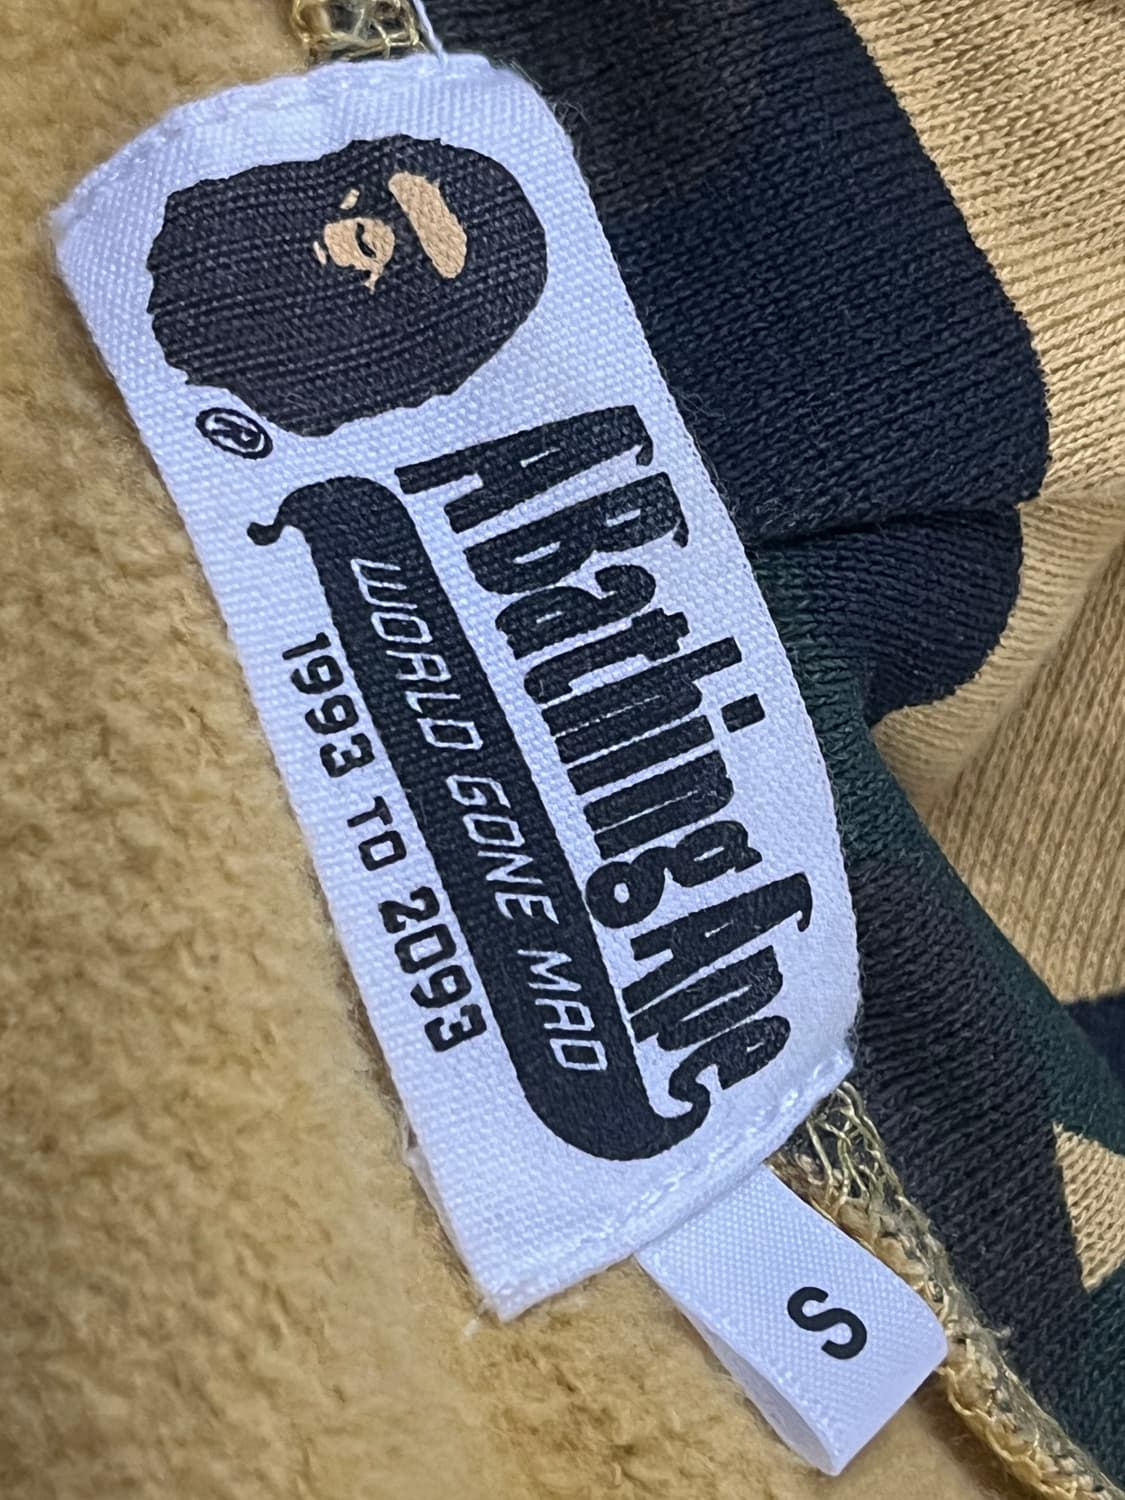 ®
A Bathing Ape
WORLD GONE MAD
1993 TO 2093
S